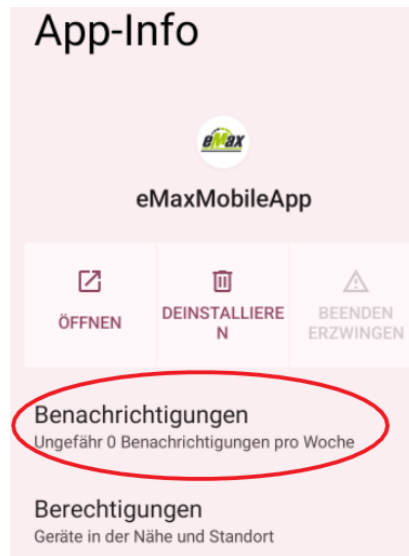 App-Info
eMax
eMaxMobileApp
ÖFFNEN
DEINSTALLIERE
N
BEENDEN
ERZWINGEN
Benachrichtigungen
Ungefähr 0 Benachrichtigungen pro Woche
Berechtigungen
Geräte in der Nähe und Standort